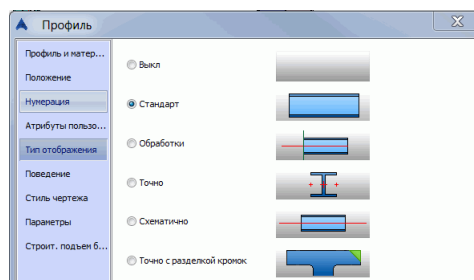 Профиль
Профиль и матер...
Положение
Нумерация
Атрибуты пользо...
Тип отображения
Поведение
Стиль чертежа
Параметры
Строит. подъем б...
Выкл
Стандарт
Обработки
Точно
Схематично
Точно с разделкой кромок